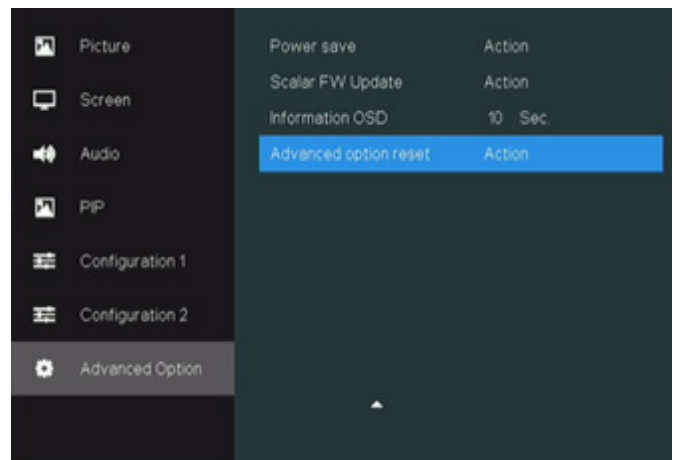 Picture
Screen
Audio
PIP
Configuration 1
Configuration 2
Advanced Option
Power save Action
Scalar FW Update Action
Information OSD 10 Sec.
Advanced option reset Action